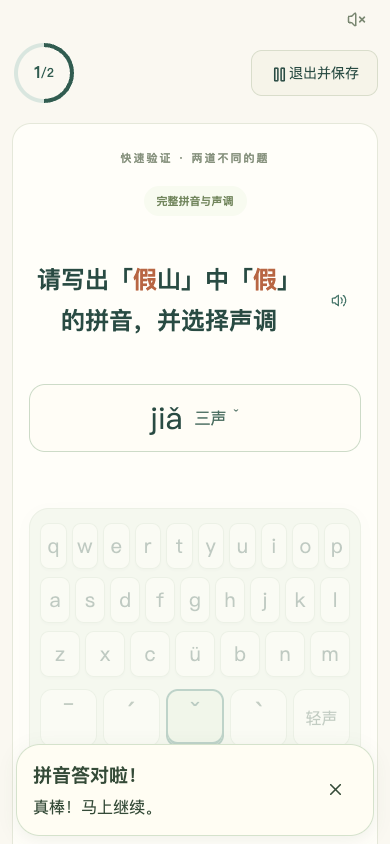 1/2
退出并保存
快速验证 · 两道不同的题
完整拼音与声调
请写出「假山」中「假」
的拼音，并选择声调
jiǎ 三声 ˇ
q w e r t y u i o p
a s d f g h j k l
z x c ü b n m
ˉ ˊ ˇ ˋ 轻声
拼音答对啦！
真棒！马上继续。